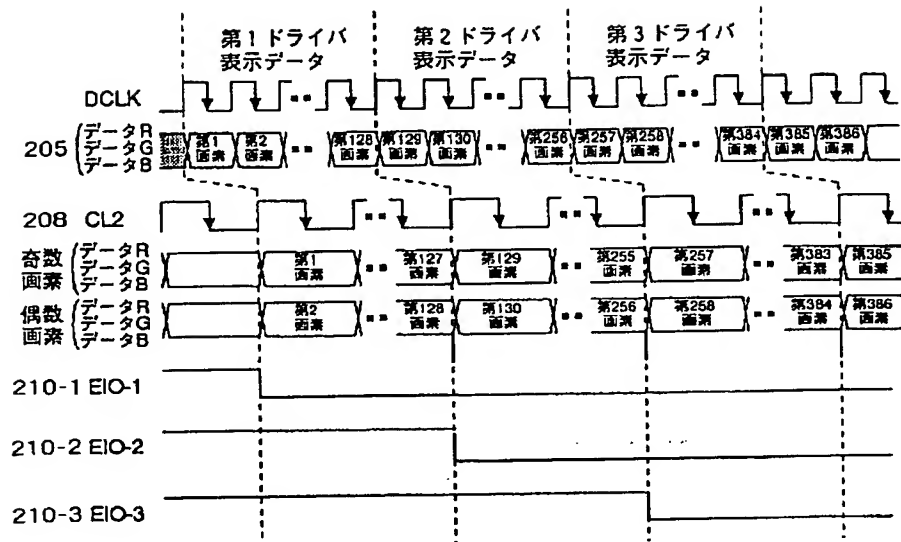 第1ドライバ
表示データ
第2ドライバ
表示データ
第3ドライバ
表示データ
DCLK
205
データR
データG
データB
第1
画素
第2
画素
第128
画素
第129
画素
第130
画素
第256
画素
第257
画素
第258
画素
第384
画素
第385
画素
第386
画素
208 CL2
奇数
画素
データR
データG
データB
第1
画素
第127
画素
第129
画素
第255
画素
第257
画素
第383
画素
第385
画素
偶数
画素
データR
データG
データB
第2
画素
第128
画素
第130
画素
第256
画素
第258
画素
第384
画素
第386
画素
210-1 EIO-1
210-2 EIO-2
210-3 EIO-3